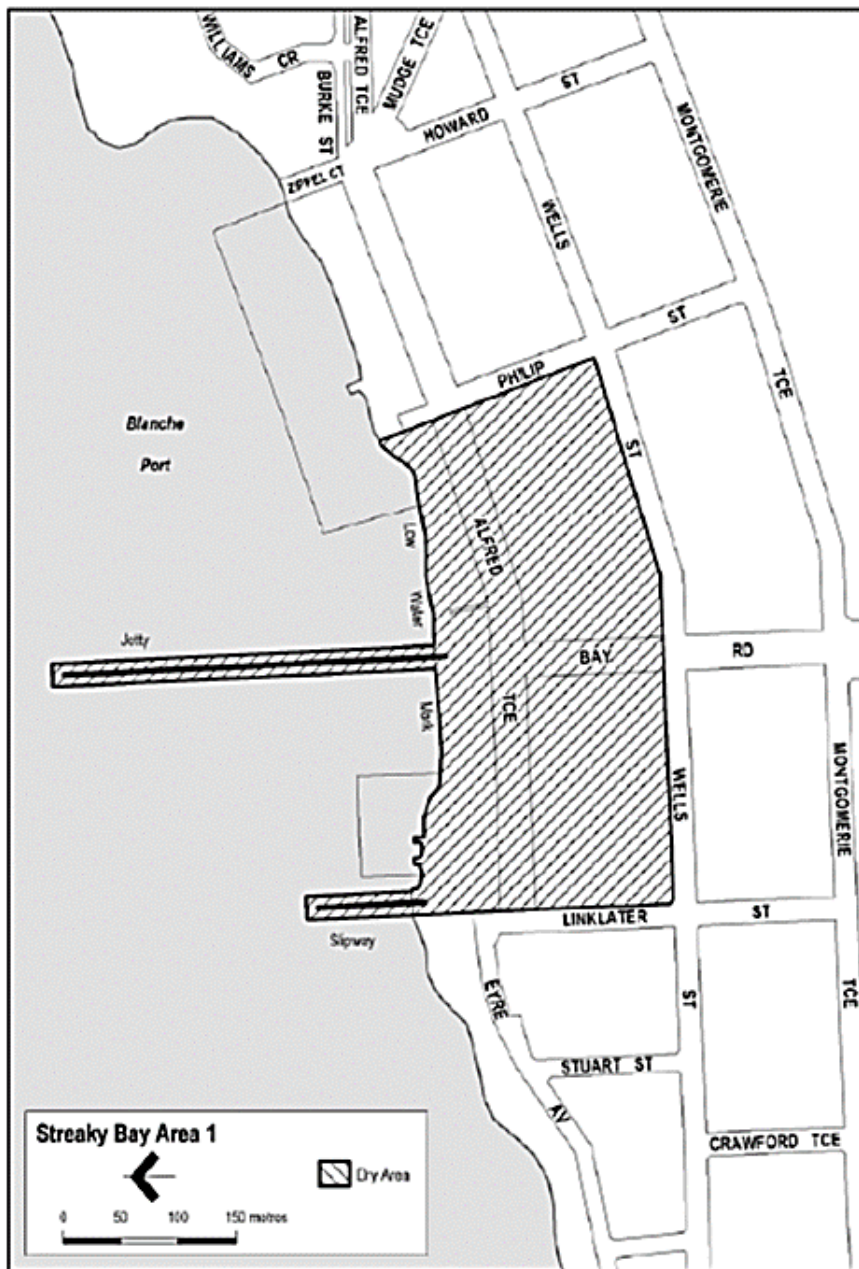 WILLIAMS CR
BURKE ST
ALFRED TCE
MUDGE TCE
HOWARD ST
MONTGOMERIE TCE
ZIPPEL CT
WELLS ST
PHILIP ST
Blanche
Port
ALFRED TCE
Low Water Mark
Jetty
BAY RD
WELLS ST
MONTGOMERIE TCE
LINKLATER ST
Slipway
EYRE AV
STUART ST
CRAWFORD TCE
Streaky Bay Area 1
Dry Area
0 50 100 150 metres